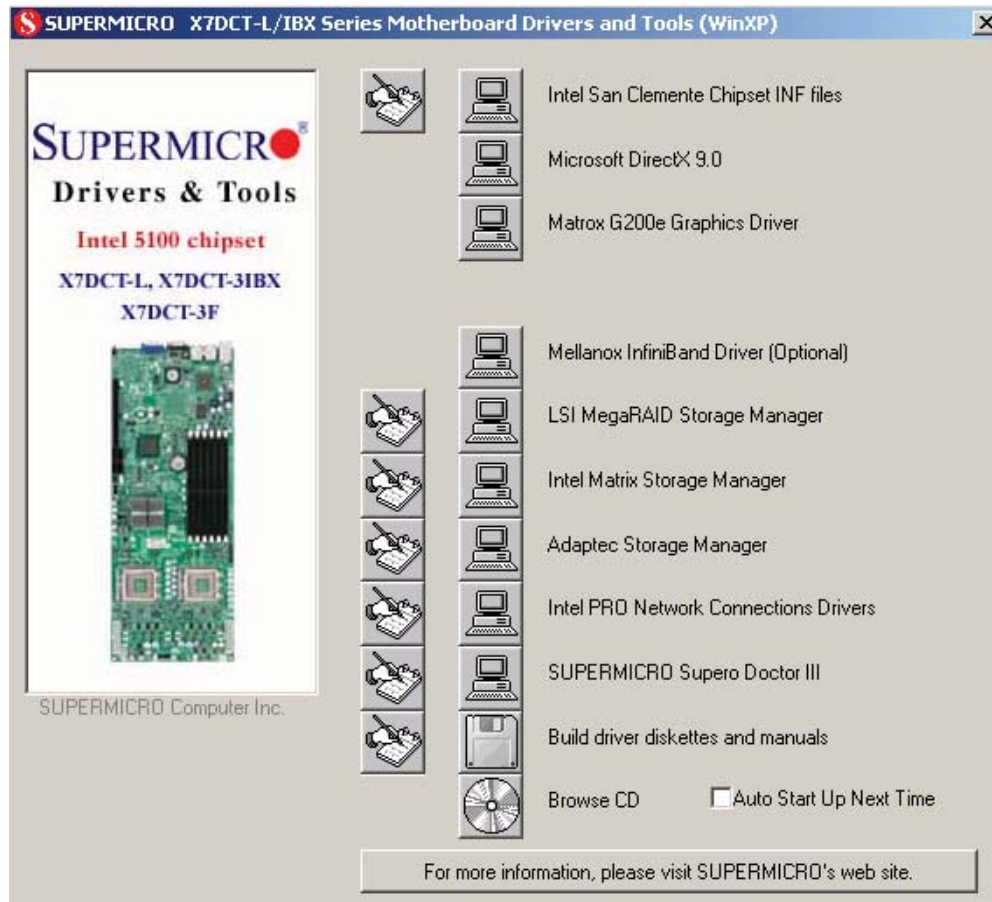 SUPERMICRO X7DCT-L/IBX Series Motherboard Drivers and Tools (WinXP)
SUPERMICRO®
Drivers & Tools
Intel 5100 chipset
X7DCT-L, X7DCT-3IBX
X7DCT-3F
SUPERMICRO Computer Inc.
Intel San Clemente Chipset INF files
Microsoft DirectX 9.0
Matrox G200e Graphics Driver
Mellanox InfiniBand Driver (Optional)
LSI MegaRAID Storage Manager
Intel Matrix Storage Manager
Adaptec Storage Manager
Intel PRO Network Connections Drivers
SUPERMICRO Supero Doctor III
Build driver diskettes and manuals
Browse CD
Auto Start Up Next Time
For more information, please visit SUPERMICRO's web site.